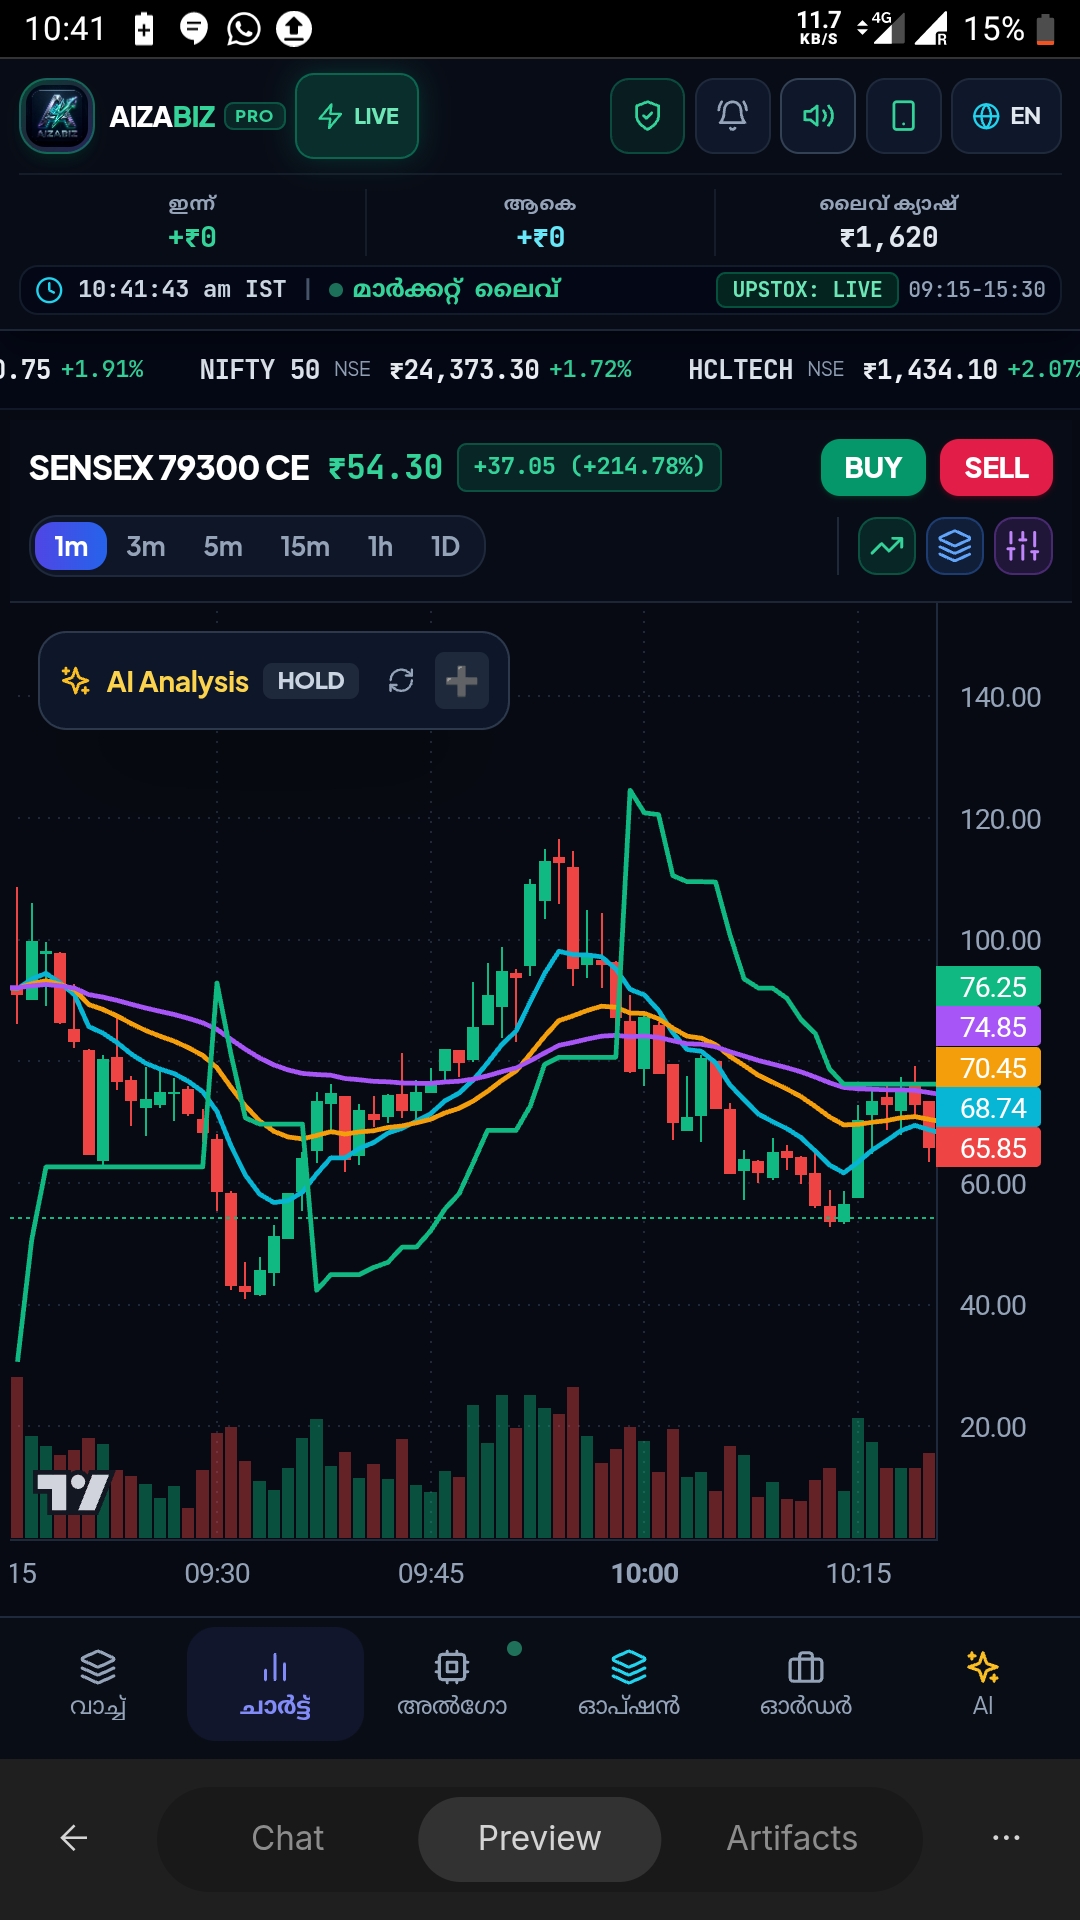 10:41 11.7 KB/S 4G R 15%
AIZABIZ PRO LIVE EN
ഇന്ന് ആകെ ലൈവ് ക്യാഷ്
+₹0 +₹0 ₹1,620
10:41:43 am IST | മാർക്കറ്റ് ലൈവ് UPSTOX: LIVE 09:15-15:30
0.75 +1.91% NIFTY 50 NSE ₹24,373.30 +1.72% HCLTECH NSE ₹1,434.10 +2.07%
SENSEX 79300 CE ₹54.30 +37.05 (+214.78%) BUY SELL
1m 3m 5m 15m 1h 1D
AI Analysis HOLD
140.00
120.00
100.00
76.25
74.85
70.45
68.74
65.85
60.00
40.00
20.00
15 09:30 09:45 10:00 10:15
വാച്ച് ചാർട്ട് അൽഗോ ഓപ്ഷൻ ഓർഡർ AI
Chat Preview Artifacts